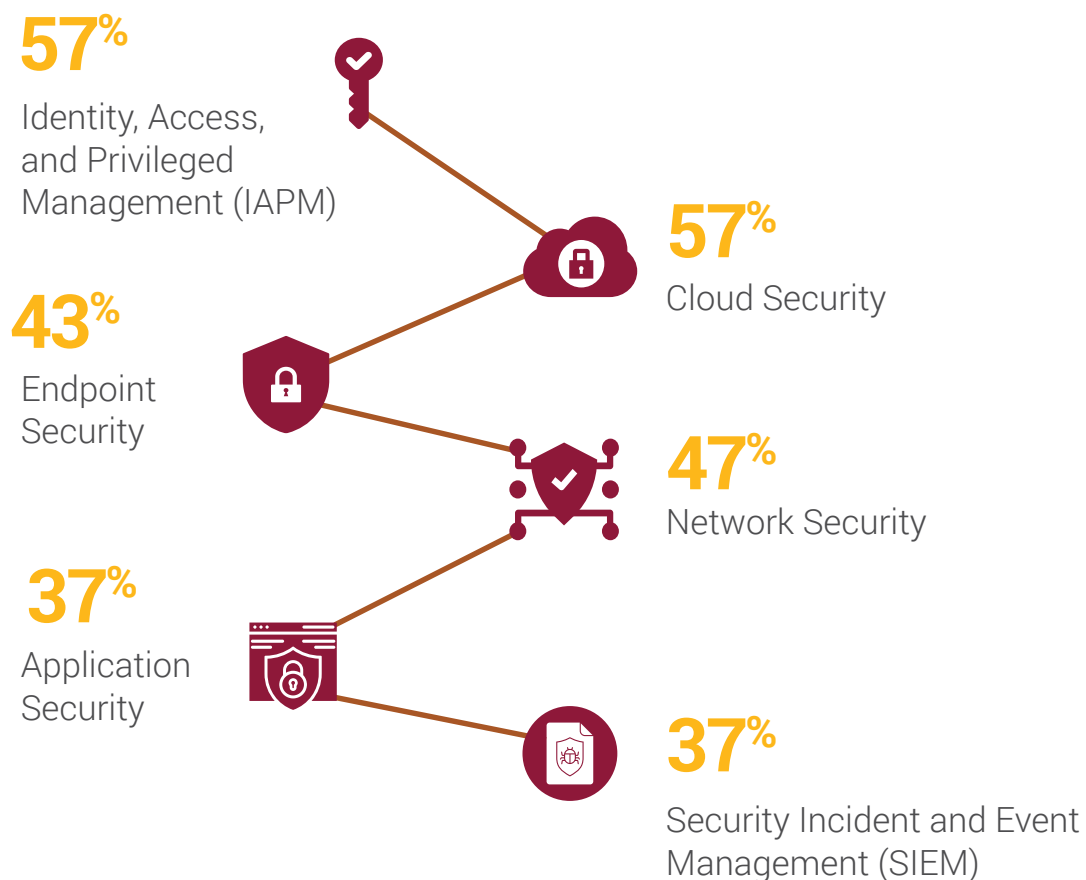 57%
Identity, Access,
and Privileged
Management (IAPM)
57%
Cloud Security
43%
Endpoint
Security
47%
Network Security
37%
Application
Security
37%
Security Incident and Event
Management (SIEM)